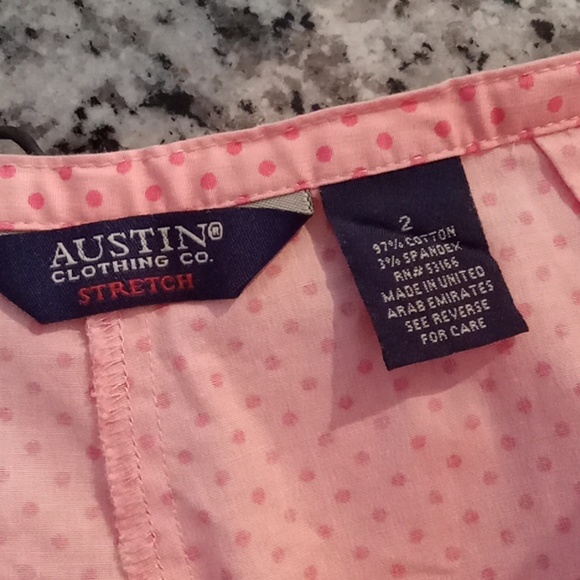 AUSTIN®
CLOTHING CO.
STRETCH
2
97% COTTON
3% SPANDEX
RN# 53166
MADE IN UNITED
ARAB EMIRATES
SEE REVERSE
FOR CARE